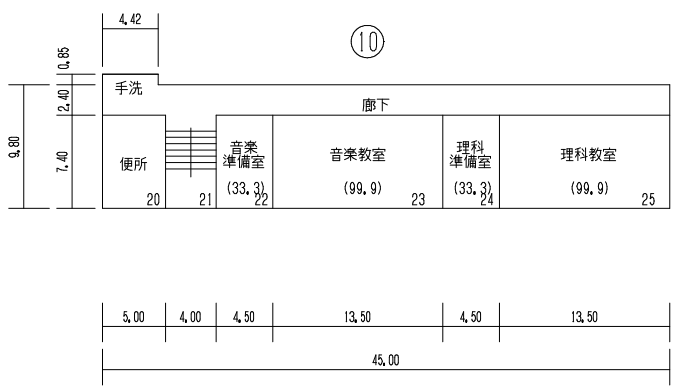 4.42
10
0.85
手洗
2.40
廊下
9.80
7.40
便所
音楽
準備室
(33.3)
音楽教室
(99.9)
理科
準備室
(33.3)
理科教室
(99.9)
20
21
22
23
24
25
5.00
4.00
4.50
13.50
4.50
13.50
45.00